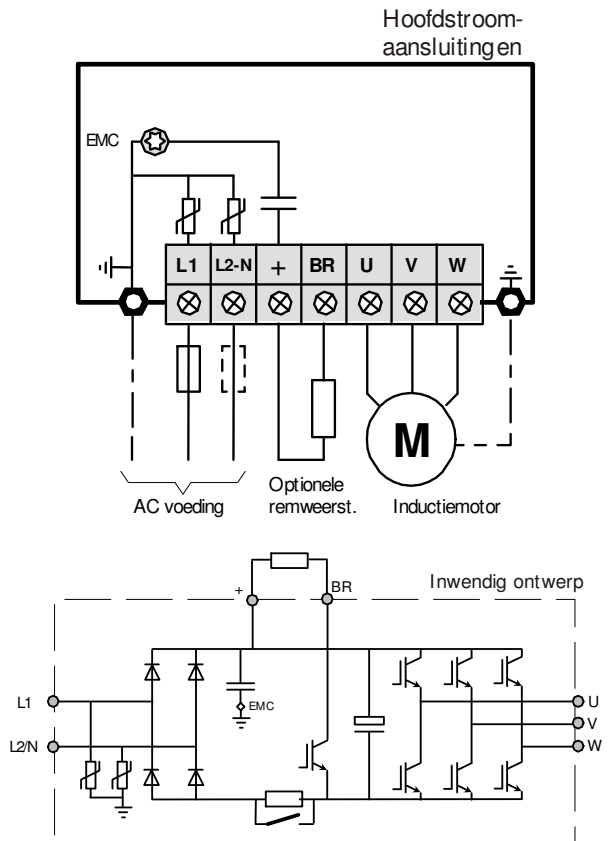 Hoofdstroom-
aansluitingen
EMC
L1 L2-N + BR U V W
M
AC voeding
Optionele
remweerst.
Inductiemotor
Inwendig ontwerp
+ BR
L1
EMC
U
V
L2/N
W